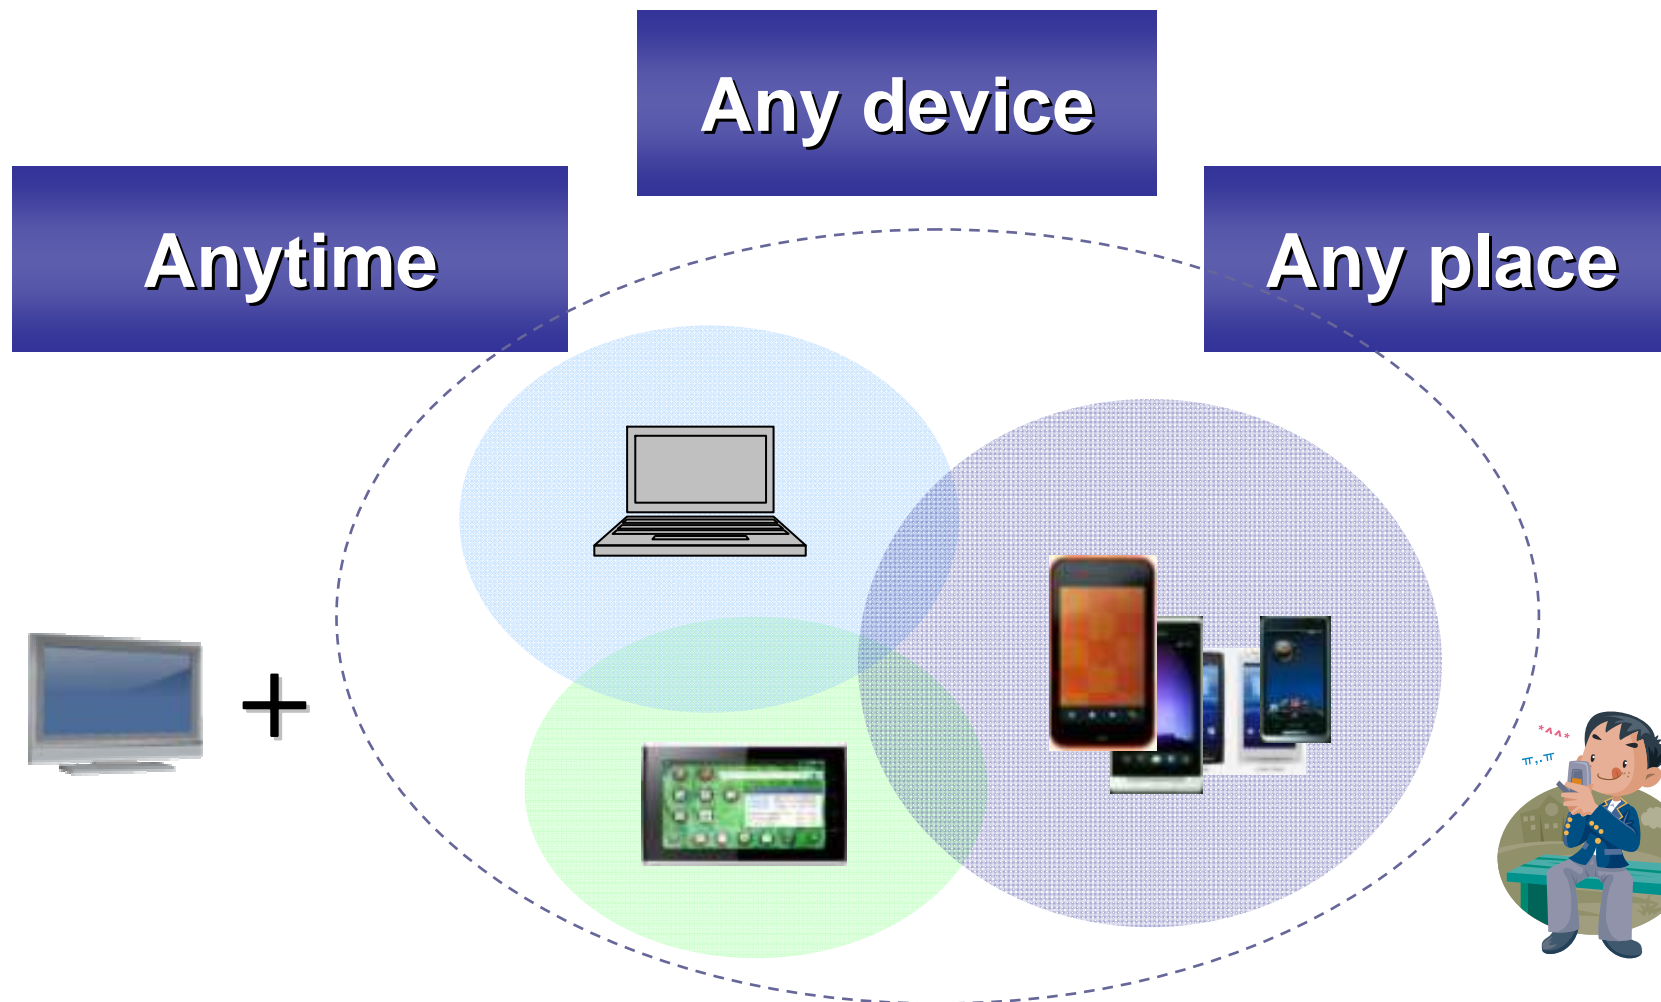 Any device
Anytime
Any place
+
*^^*
ㅠ,.ㅠ